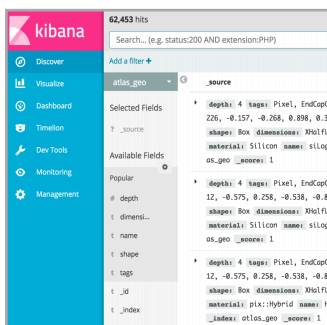 kibana
Discover
Visualize
Dashboard
Timelion
Dev Tools
Monitoring
Management
62,453 hits
Search... (e.g. status:200 AND extension:PHP)
Add a filter +
atlas_geo
Selected Fields
? _source
Available Fields
Popular
# depth
t dimensi...
t name
t shape
t tags
t _id
t _index
_source
depth: 4 tags: Pixel, EndCap
226, -0.157, -0.268, 0.898, 0.3
shape: Box dimensions: XHalfL
material: Silicon name: siLog
as_geo _score: 1
depth: 4 tags: Pixel, EndCap
12, -0.575, 0.258, -0.538, -0.8
shape: Box dimensions: XHalfL
material: Silicon name: siLog
as_geo _score: 1
depth: 4 tags: Pixel, EndCap
12, -0.575, 0.258, -0.538, -0.8
shape: Box dimensions: XHalfL
material: pix::Hybrid name:
_index: atlas_geo _score: 1